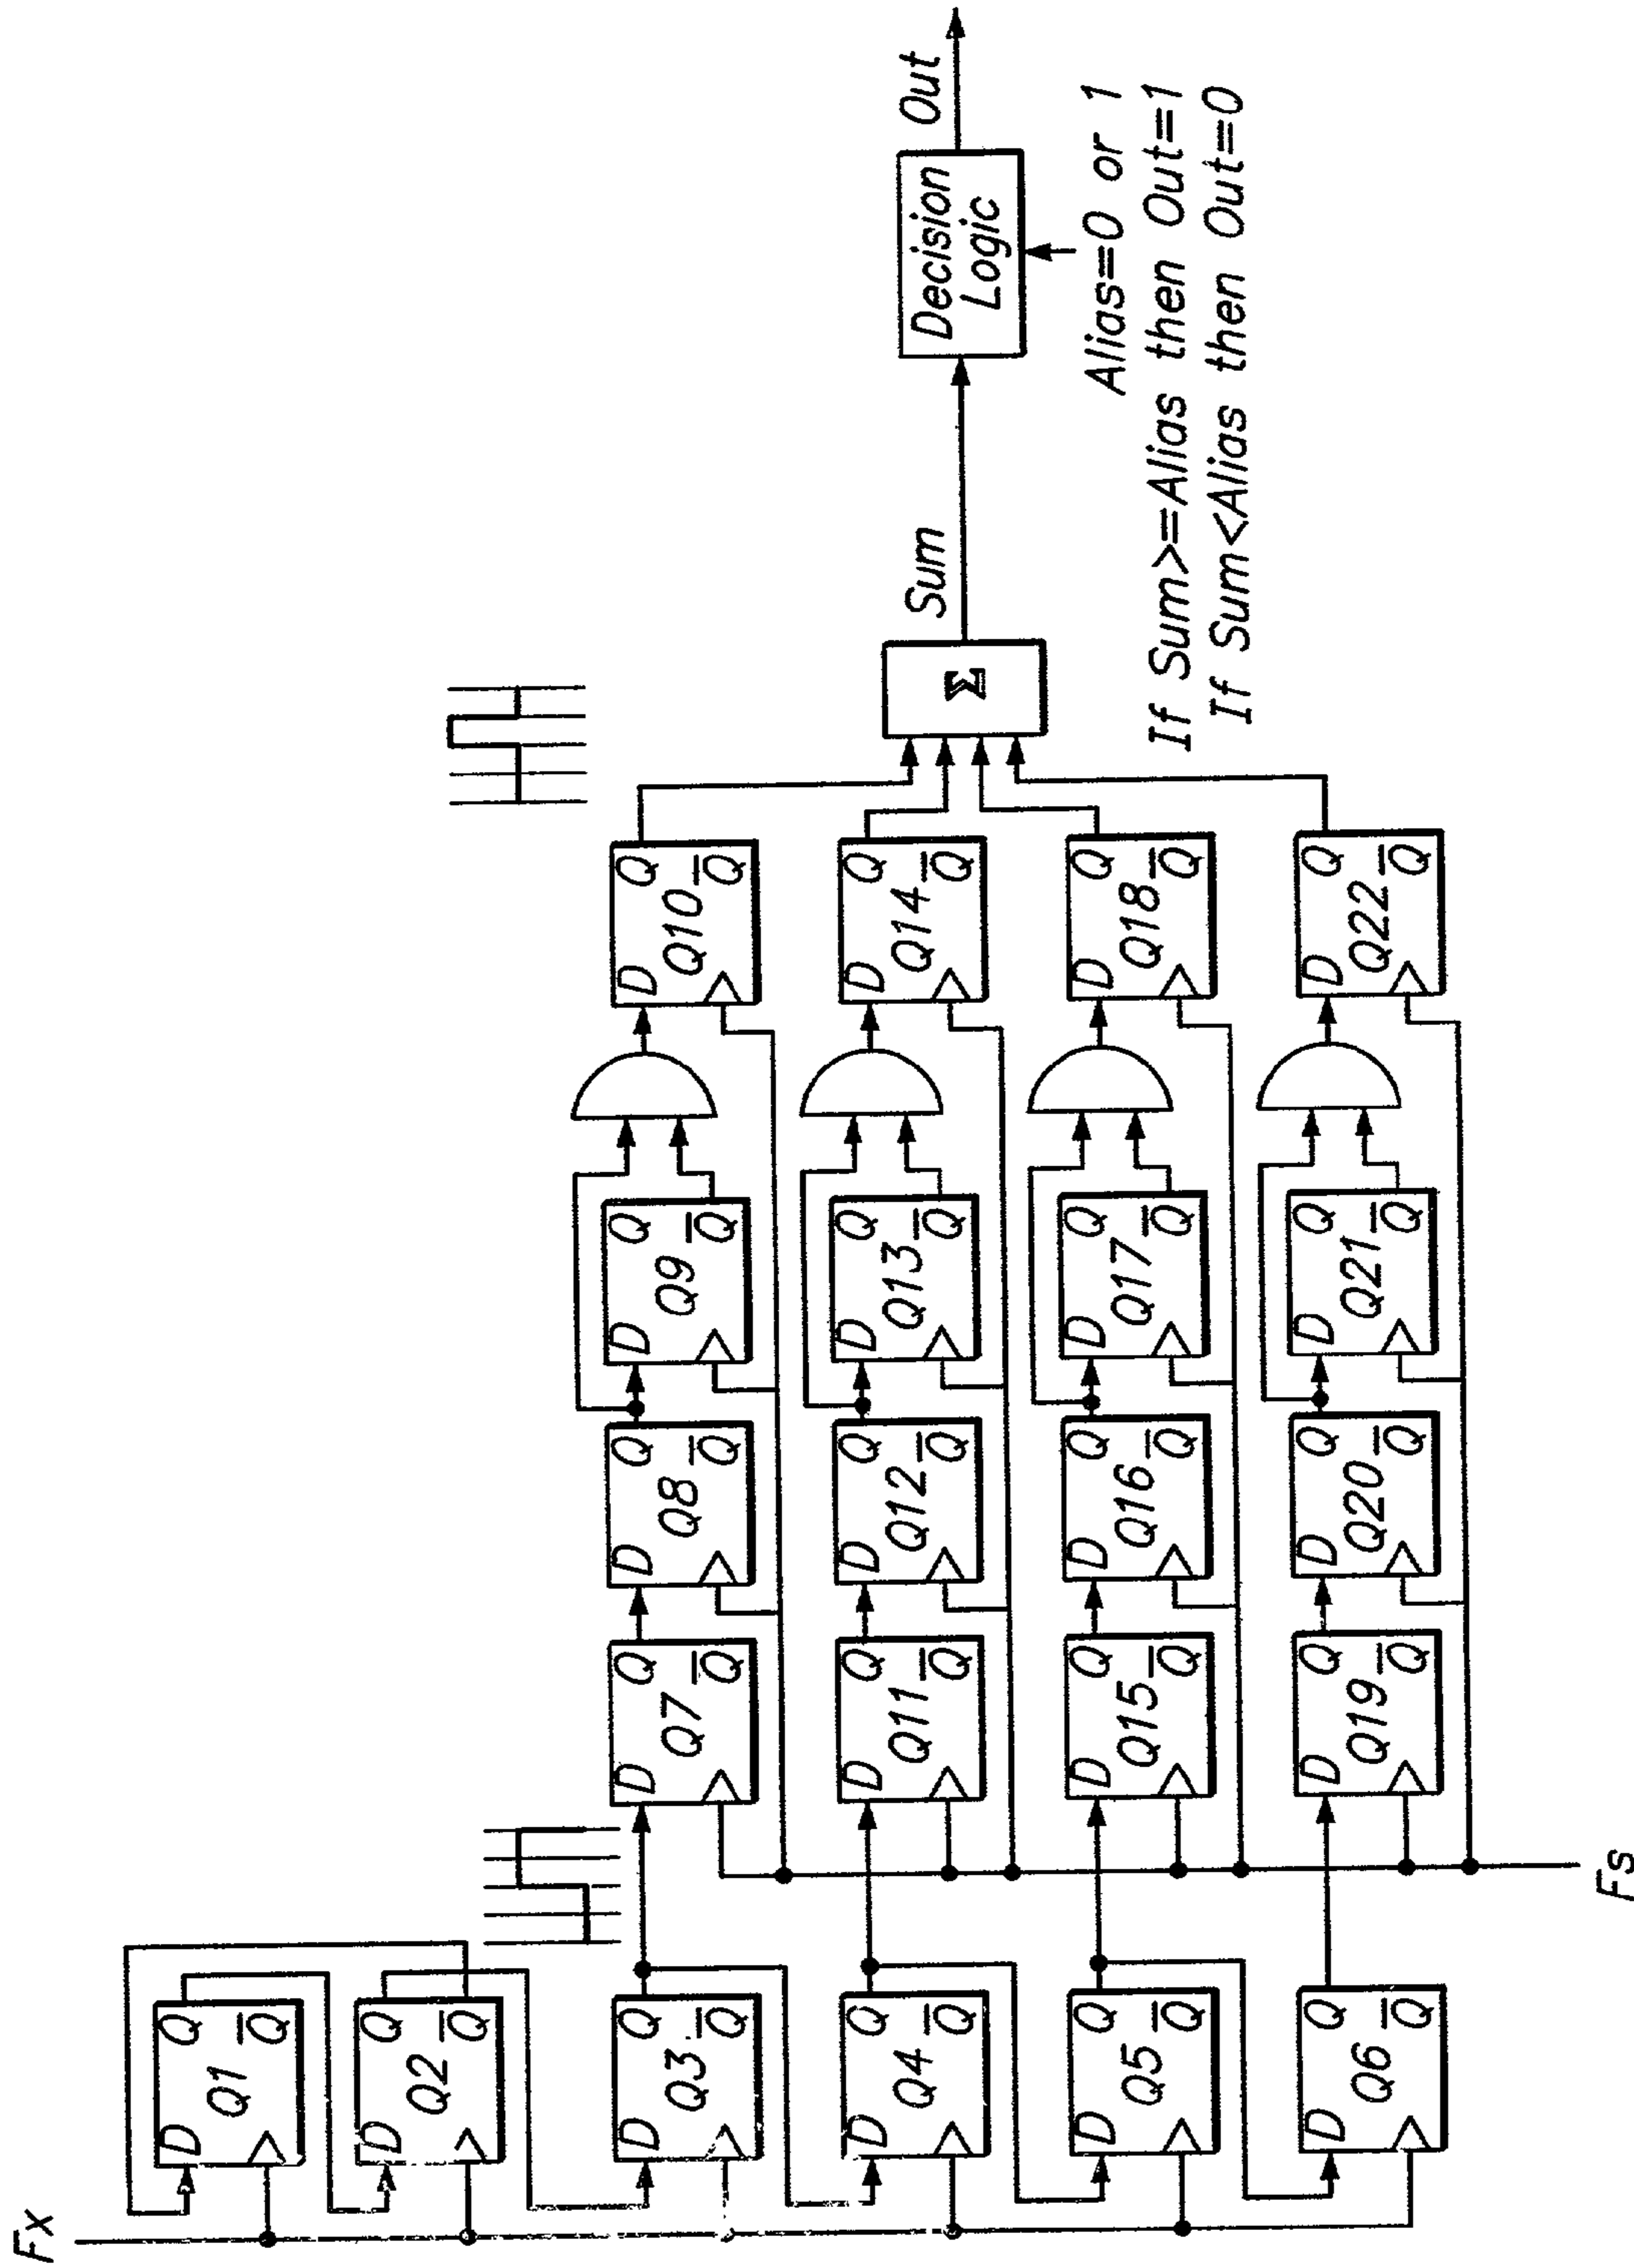 Fx
D Q
Q1
Q
D Q
Q2
Q
D Q
Q3
Q
D Q
Q4
Q
D Q
Q5
Q
D Q
Q6
Q
Fs
D Q
Q7
Q
D Q
Q8
Q
D Q
Q9
Q
D Q
Q10
Q
D Q
Q11
Q
D Q
Q12
Q
D Q
Q13
Q
D Q
Q14
Q
D Q
Q15
Q
D Q
Q16
Q
D Q
Q17
Q
D Q
Q18
Q
D Q
Q19
Q
D Q
Q20
Q
D Q
Q21
Q
D Q
Q22
Q
Σ
Sum
Decision
Logic
Out
Alias=0 or 1
If Sum>=Alias then Out=1
If Sum<Alias then Out=0